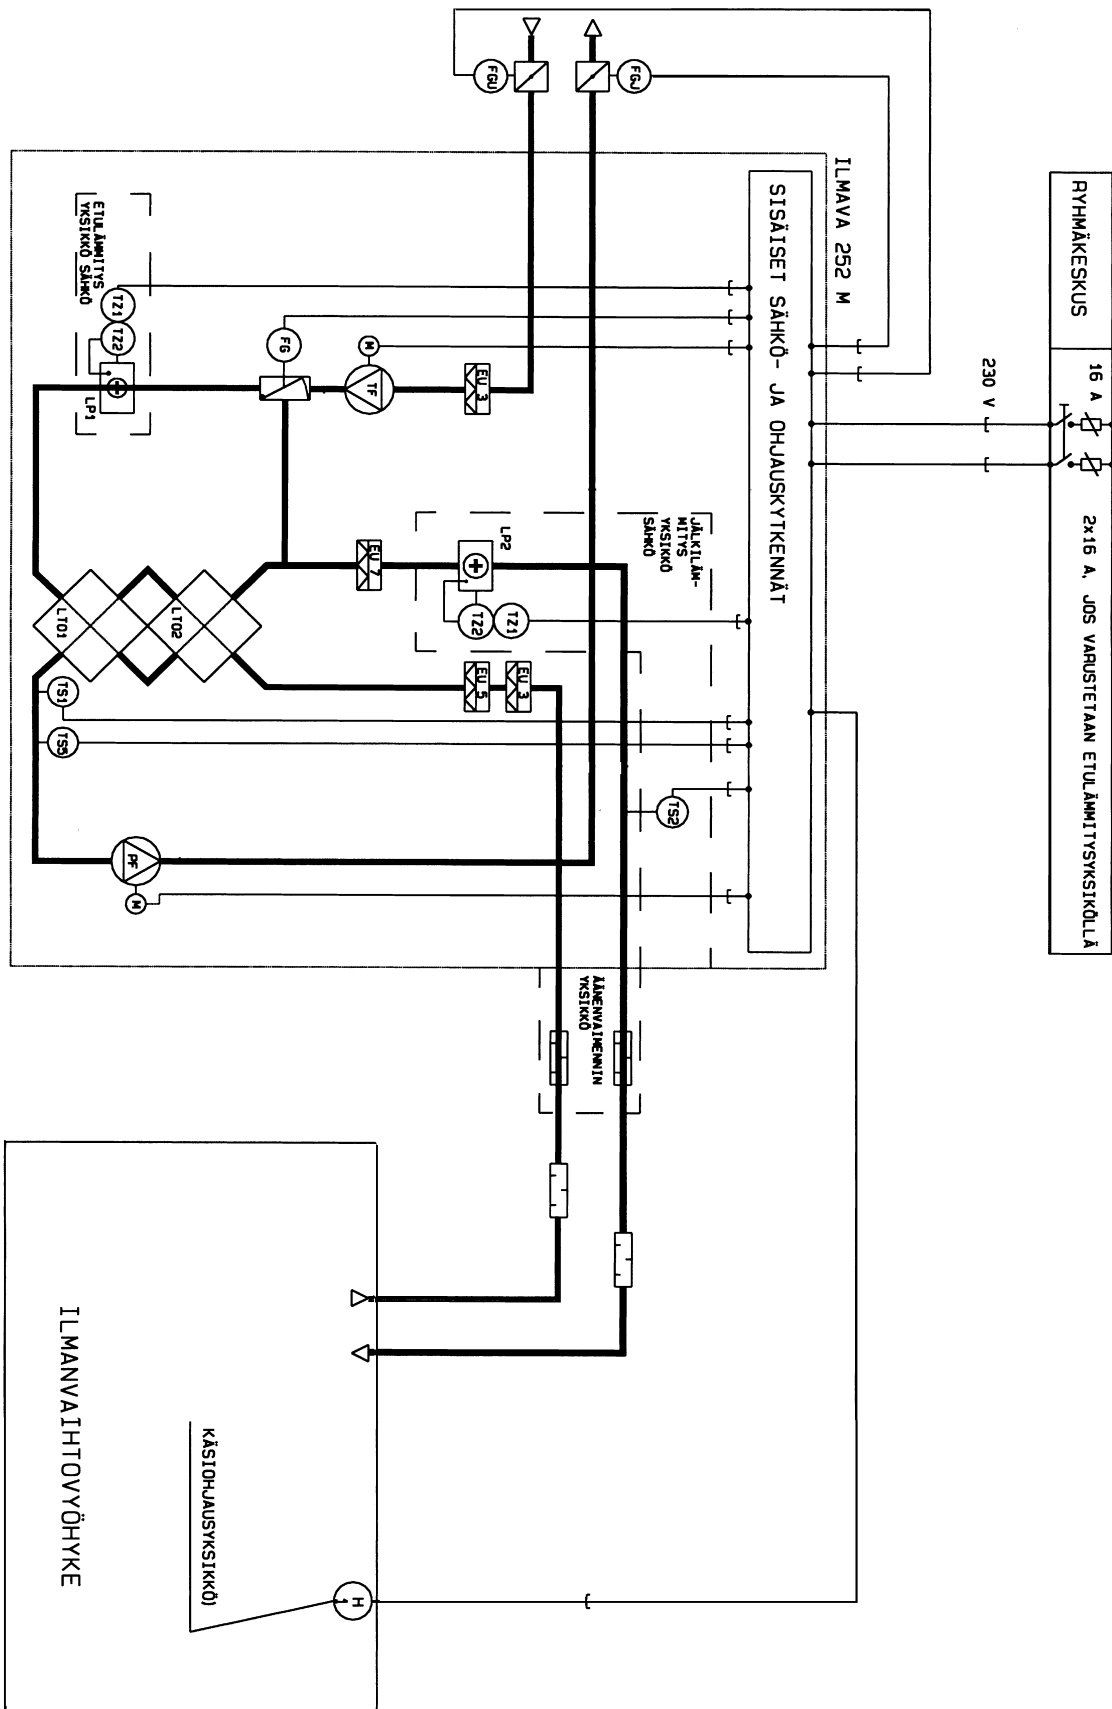 RYHMÄKESKUS
16 A
2x16 A, JOS VARUSTETAAN ETULÄMMITYSYKSIKÖLLÄ
230 V
ILMAVA 252 M
SISÄISET SÄHKÖ- JA OHJAUSKYTKENNÄT
FGU
FGJ
ETULÄMMITYS
YKSIKKÖ SÄHKÖ
TZ1
TZ2
LP1
FG
M
TF
EU 3
JÄLKILÄM-
MITYS
YKSIKKÖ
SÄHKÖ
LP2
TZ1
TZ2
EU 7
LTO1
LTO2
EU 5
EU 3
TS1
TS5
TS2
PF
M
ÄÄNENVAIMENNIN
YKSIKKÖ
ILMANVAIHTOVYÖHYKE
KÄSIOHJAUSYKSIKKÖ)
H
1